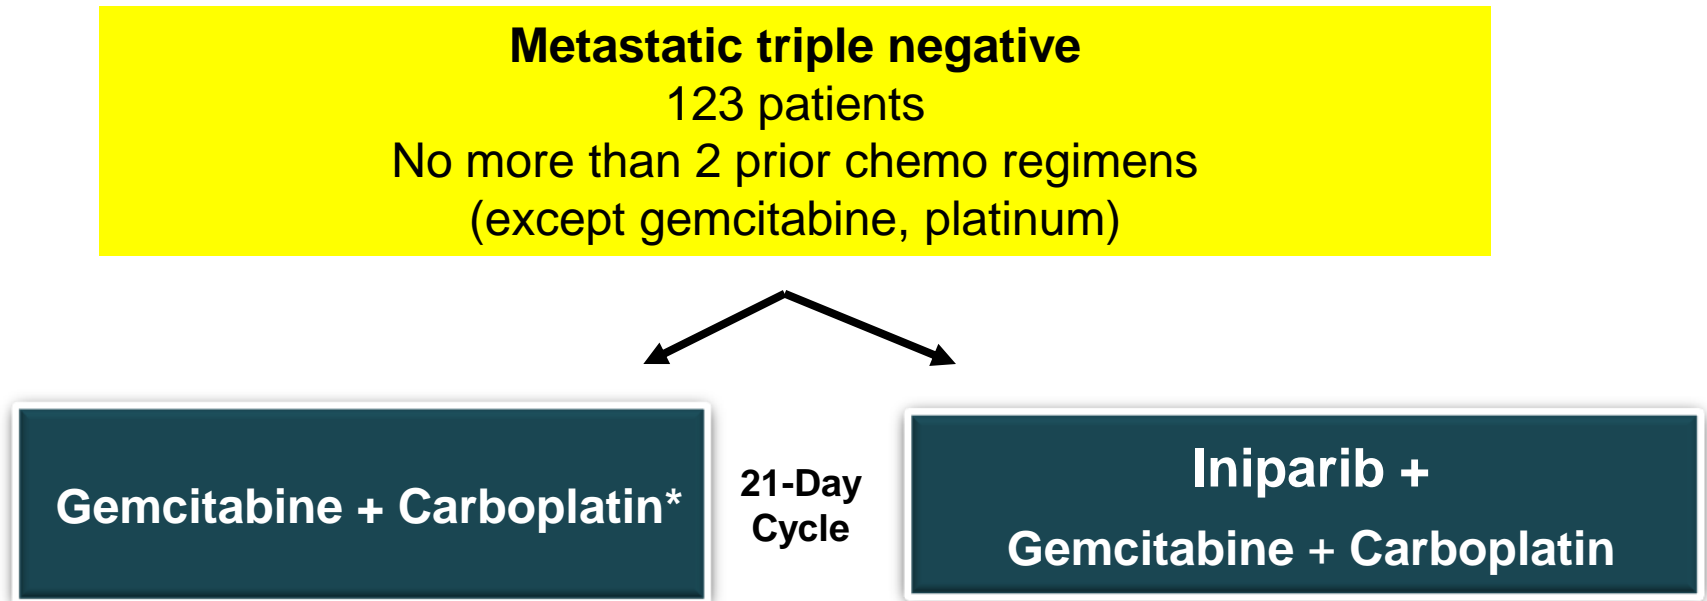 Metastatic triple negative
123 patients
No more than 2 prior chemo regimens
(except gemcitabine, platinum)
Gemcitabine + Carboplatin*
21-Day
Cycle
Iniparib +
Gemcitabine + Carboplatin